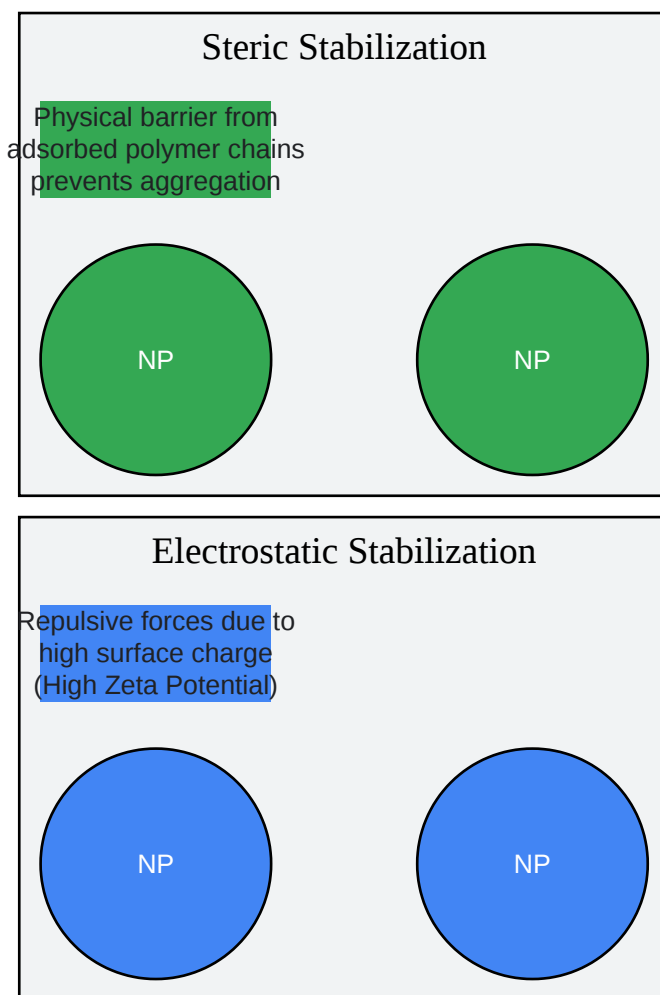 Steric Stabilization
Physical barrier from
adsorbed polymer chains
prevents aggregation
NP
NP
Electrostatic Stabilization
Repulsive forces due to
high surface charge
(High Zeta Potential)
NP
NP